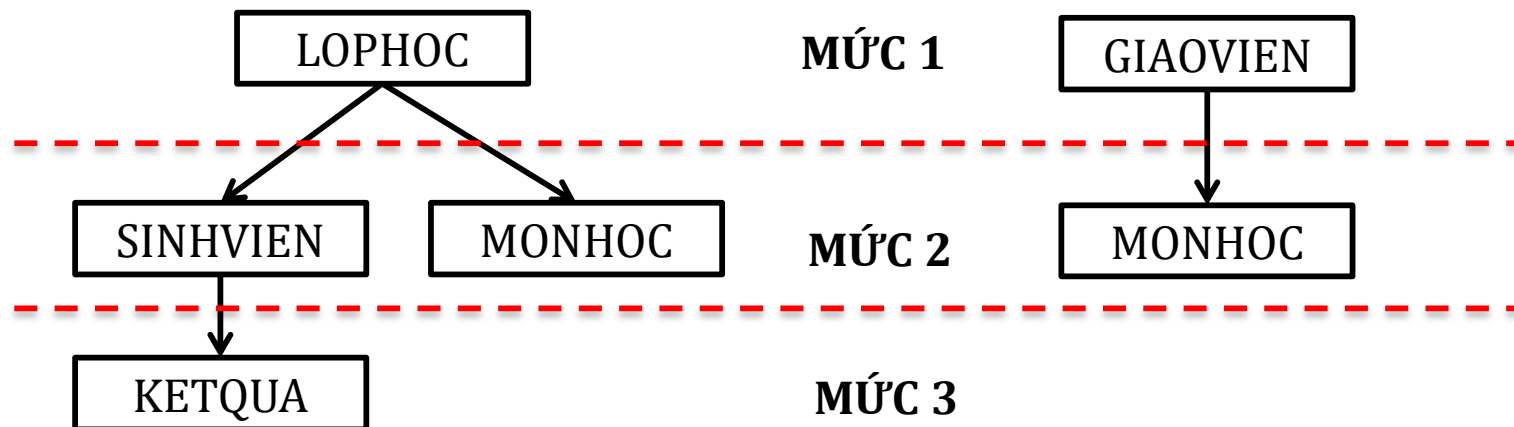 LOPHOC
MỨC 1
GIAOVIEN
SINHVIEN
MONHOC
MỨC 2
MONHOC
KETQUA
MỨC 3